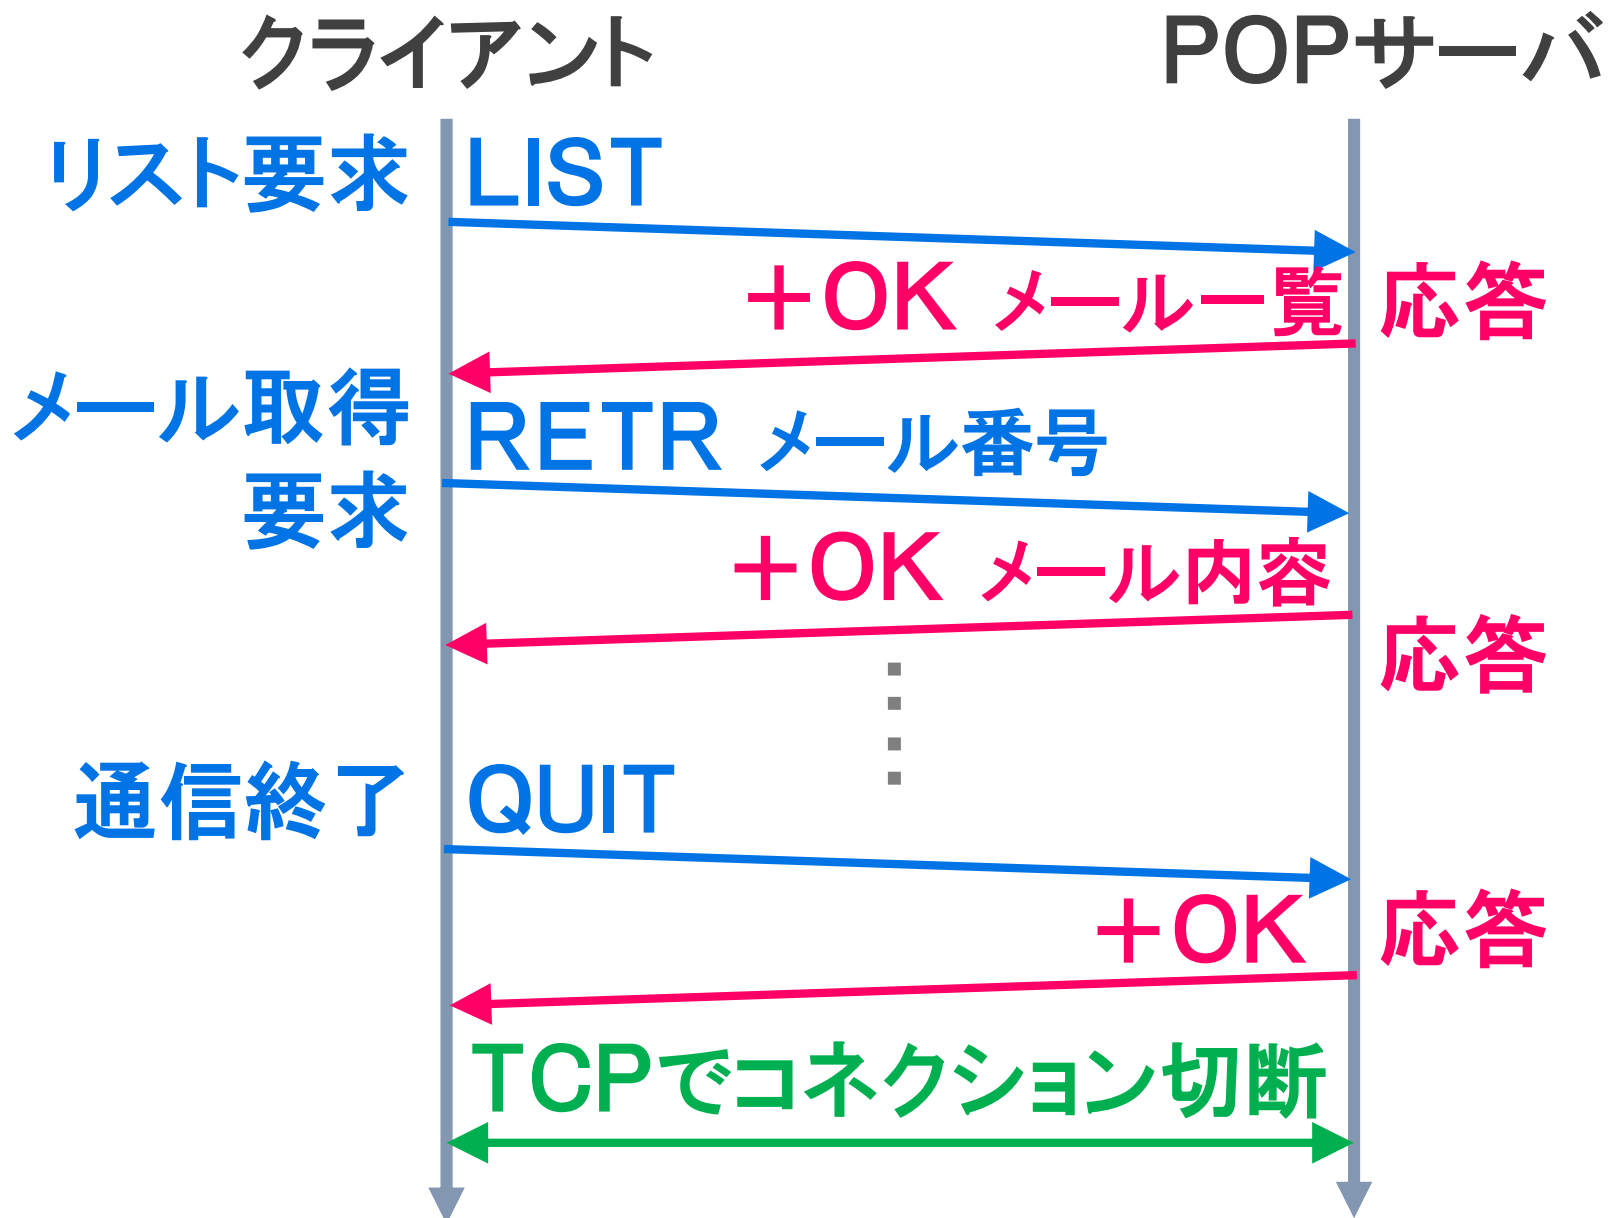 クライアント
POPサーバ
リスト要求
LIST
+OK メール一覧
応答
メール取得
要求
RETR メール番号
+OK メール内容
応答
通信終了
QUIT
+OK
応答
TCPでコネクション切断